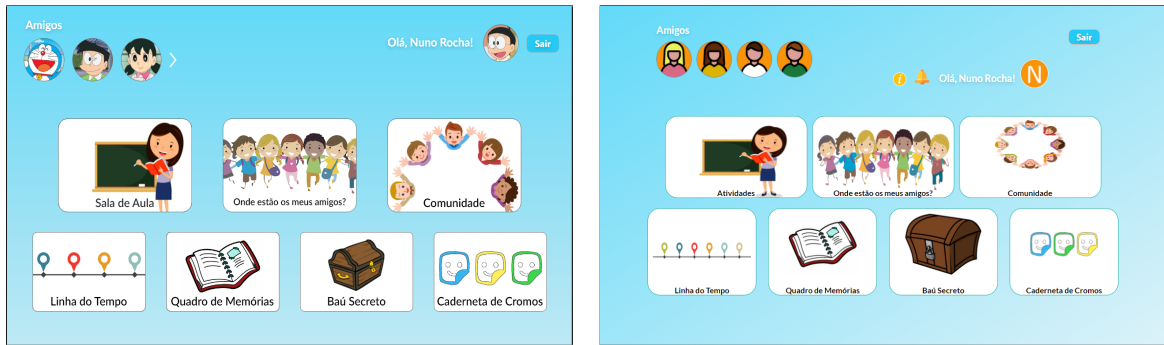 Amigos
Olá, Nuno Rocha!
Sair
Sala de Aula
Onde estão os meus amigos?
Comunidade
Linha do Tempo
Quadro de Memórias
Baú Secreto
Caderneta de Cromos
Amigos
Sair
i
Olá, Nuno Rocha!
N
Atividades
Onde estão os meus amigos?
Comunidade
Linha do Tempo
Quadro de Memórias
Baú Secreto
Caderneta de Cromos